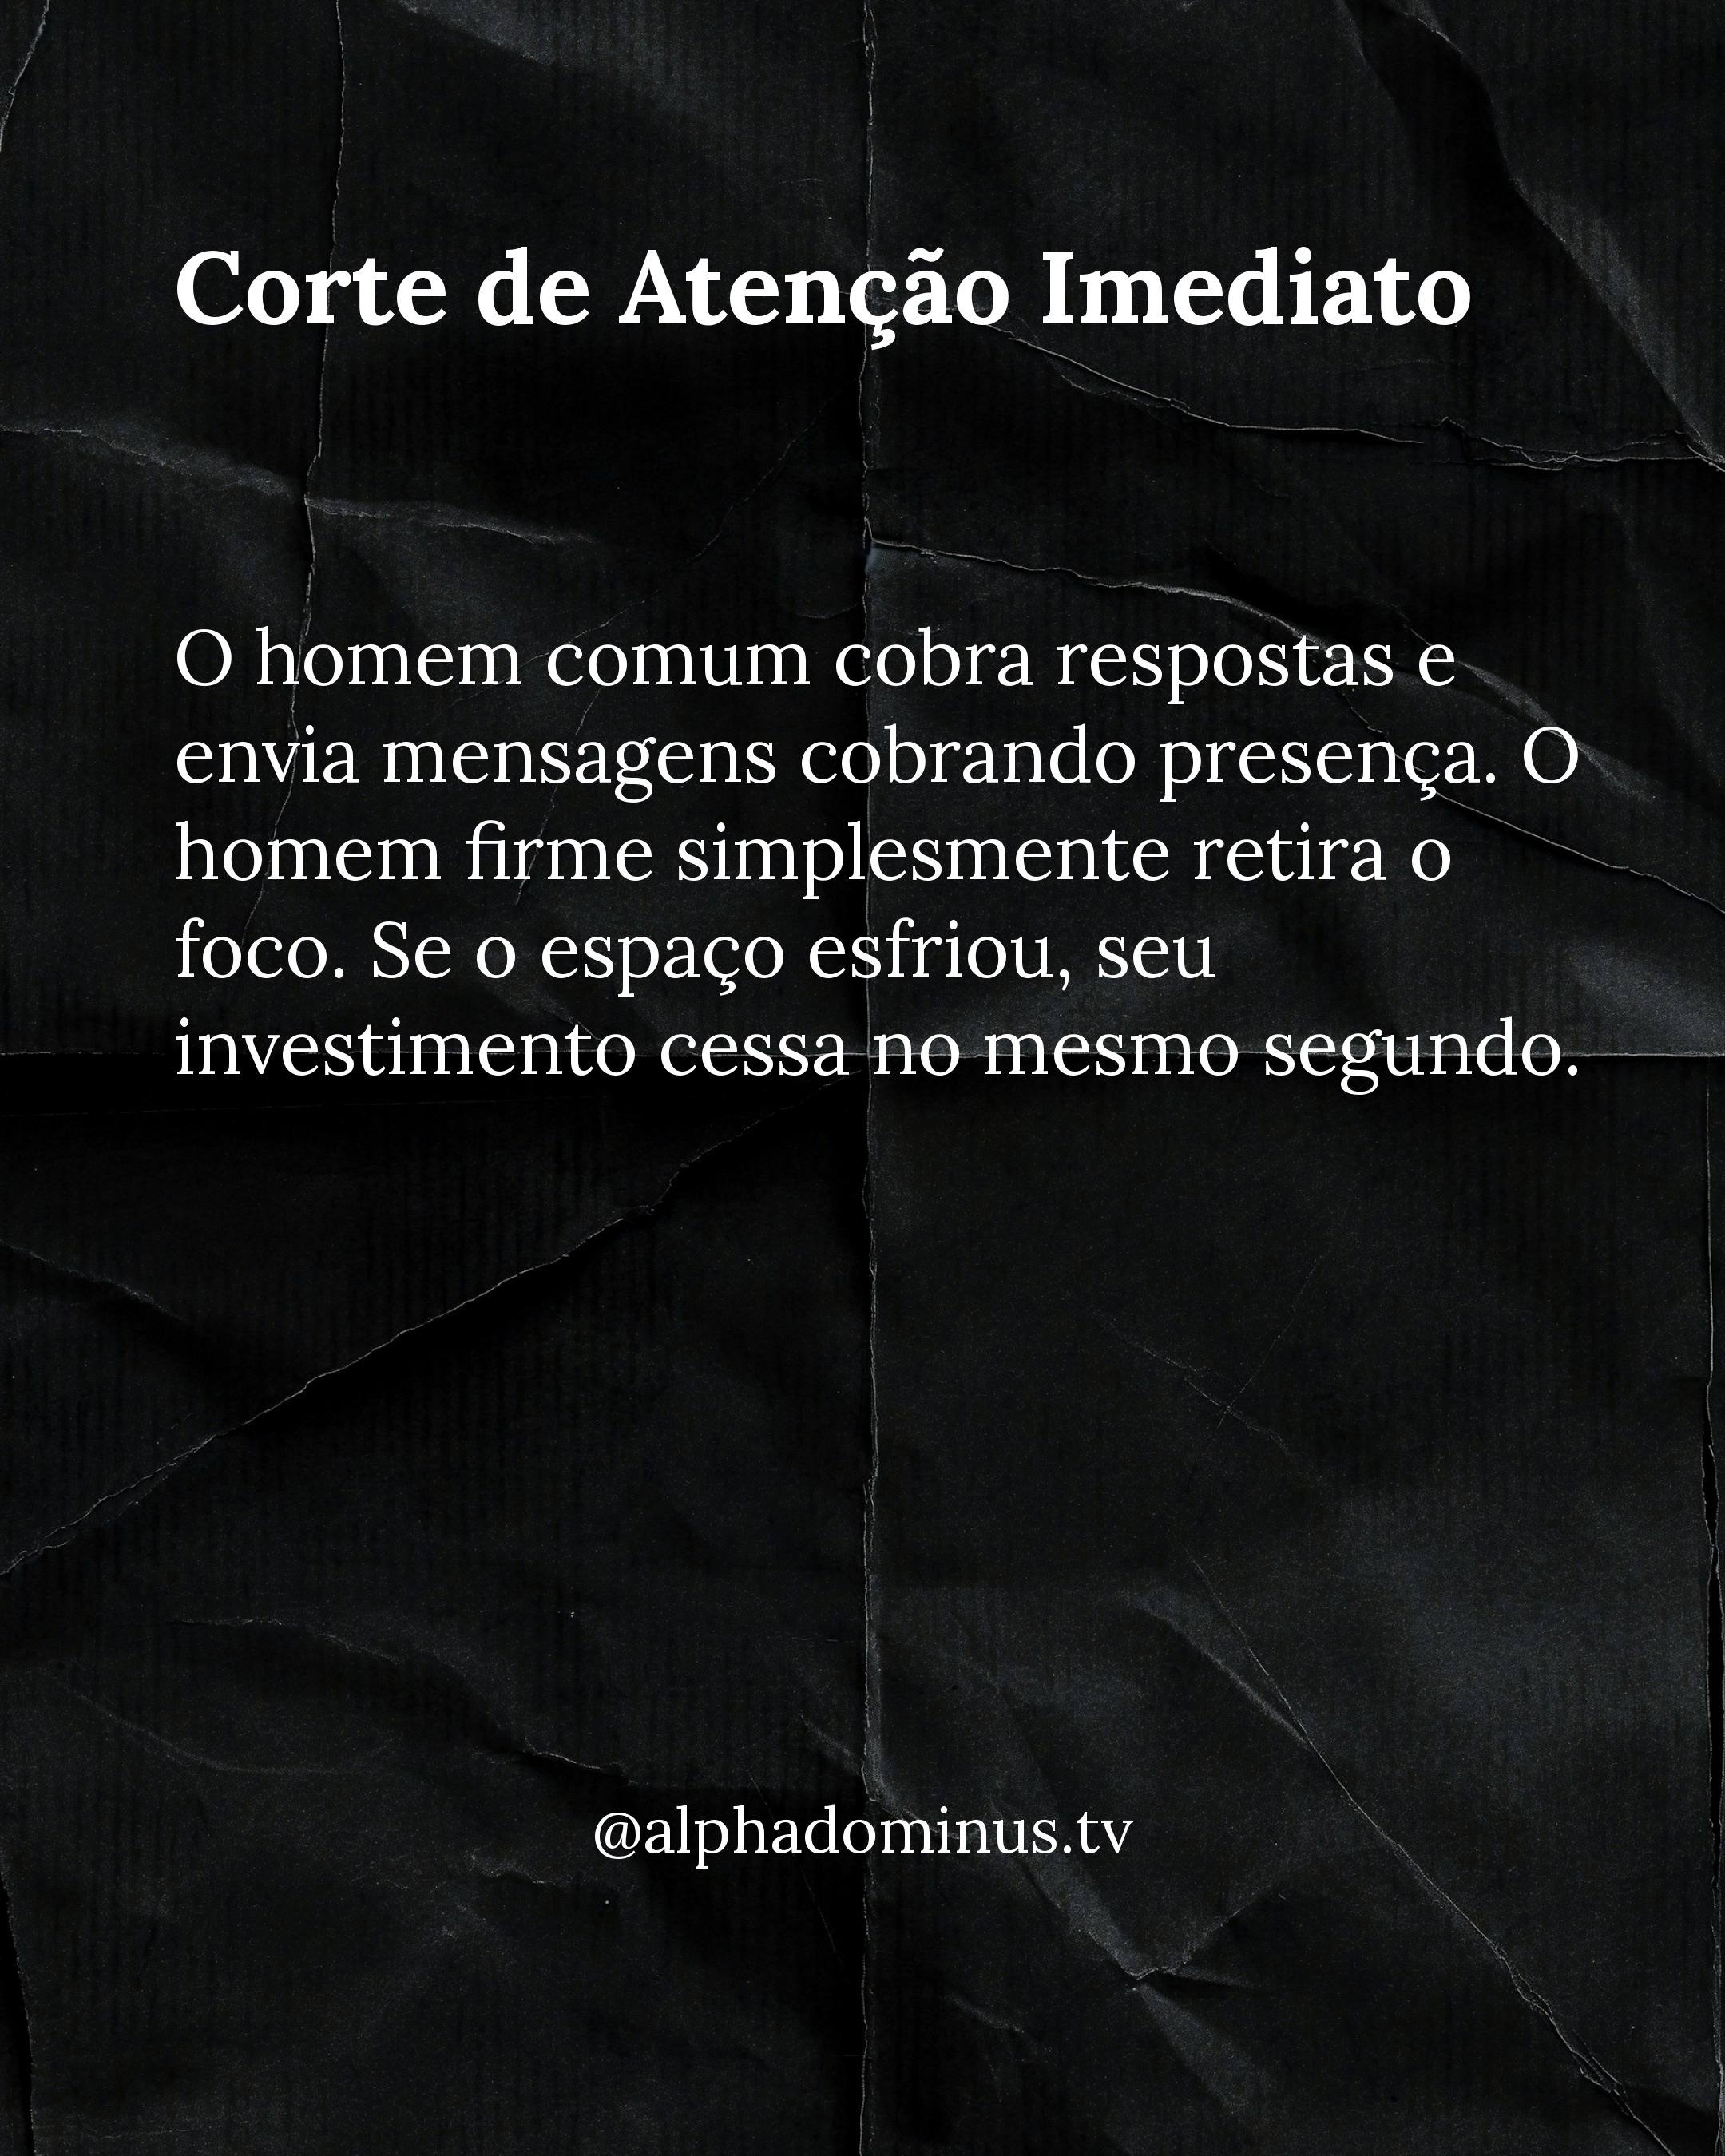 Corte de Atenção Imediato
O homem comum cobra respostas e
envia mensagens cobrando presença. O
homem firme simplesmente retira o
foco. Se o espaço esfriou, seu
investimento cessa no mesmo segundo.
@alphadominus.tv